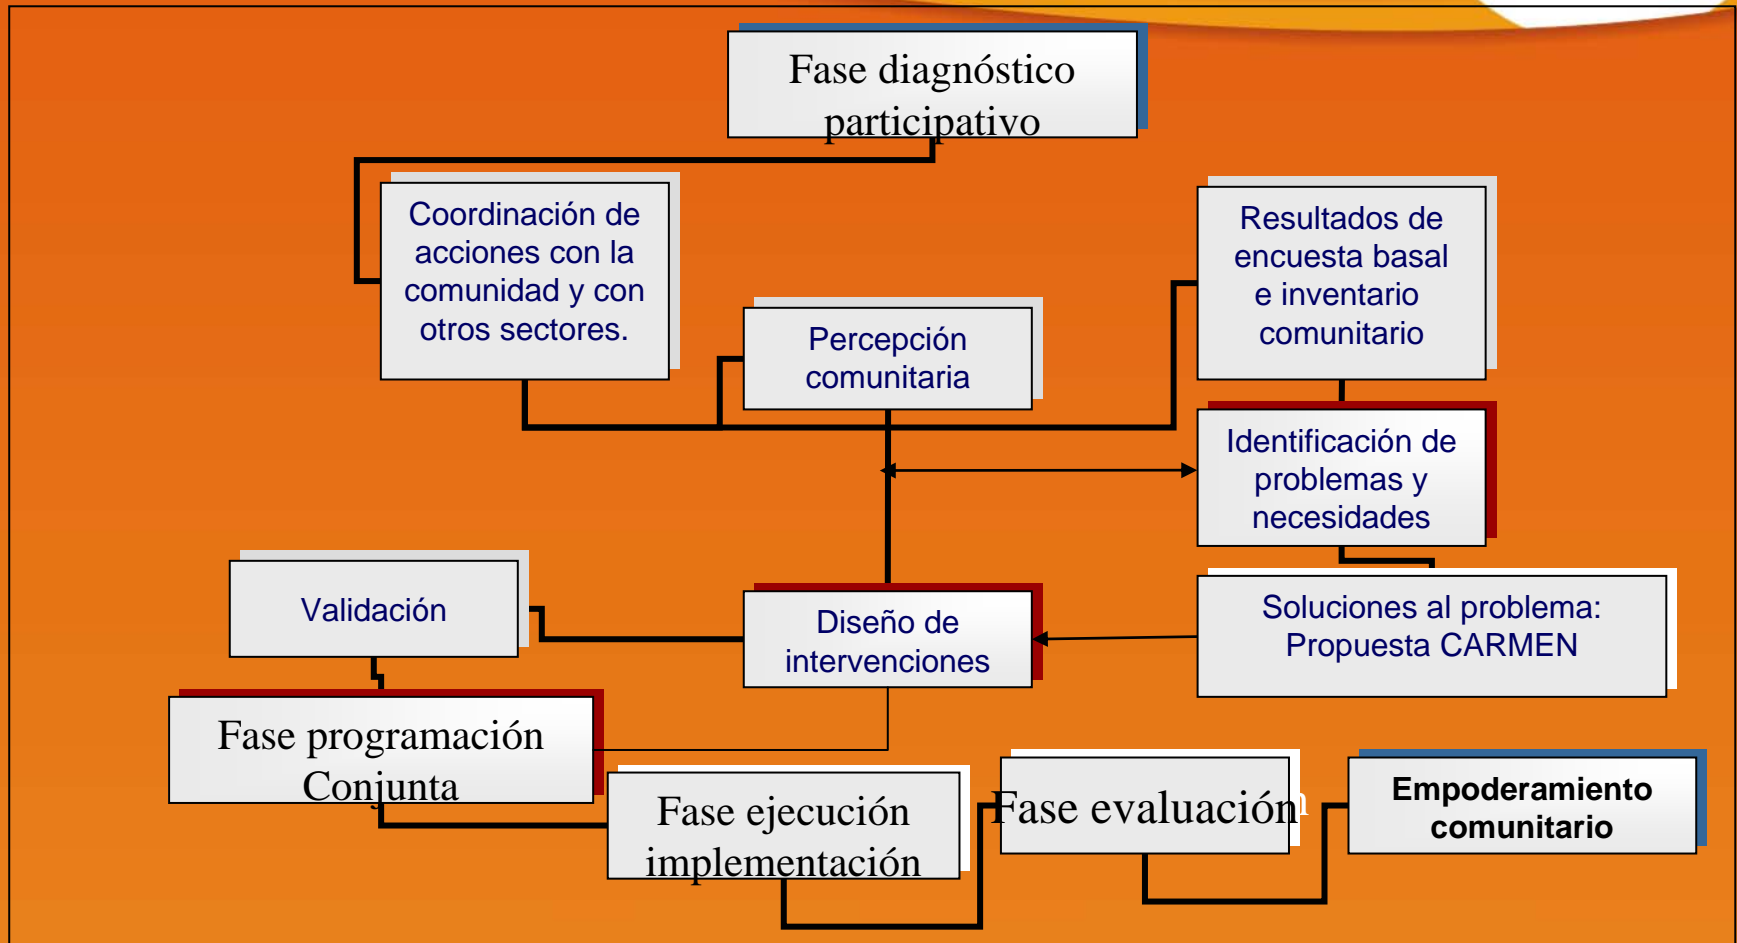 Fase diagnóstico
participativo
Coordinación de
acciones con la
comunidad y con
otros sectores.
Resultados de
encuesta basal
e inventario
comunitario
Percepción
comunitaria
Identificación de
problemas y
necesidades
Validación
Diseño de
intervenciones
Soluciones al problema:
Propuesta CARMEN
Fase programación
Conjunta
Fase ejecución
implementación
Fase evaluación
Empoderamiento
comunitario